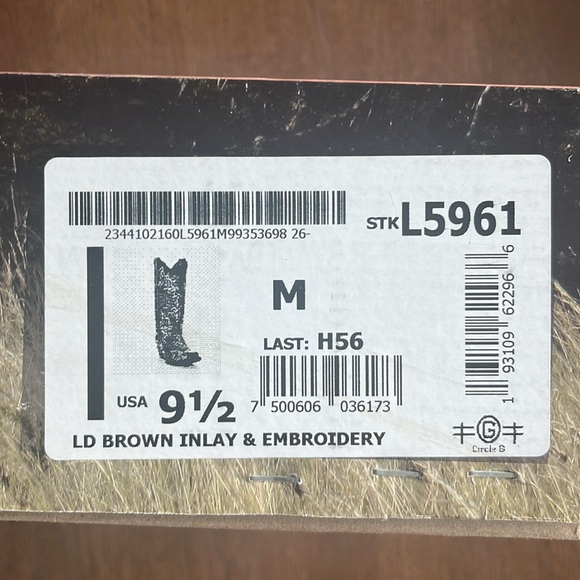 2344102160L5961M99353698 26-
STK L5961
M
LAST: H56
USA 9½
7 500606 036173
1 93109 62296 6
LD BROWN INLAY & EMBROIDERY
G
Circle G